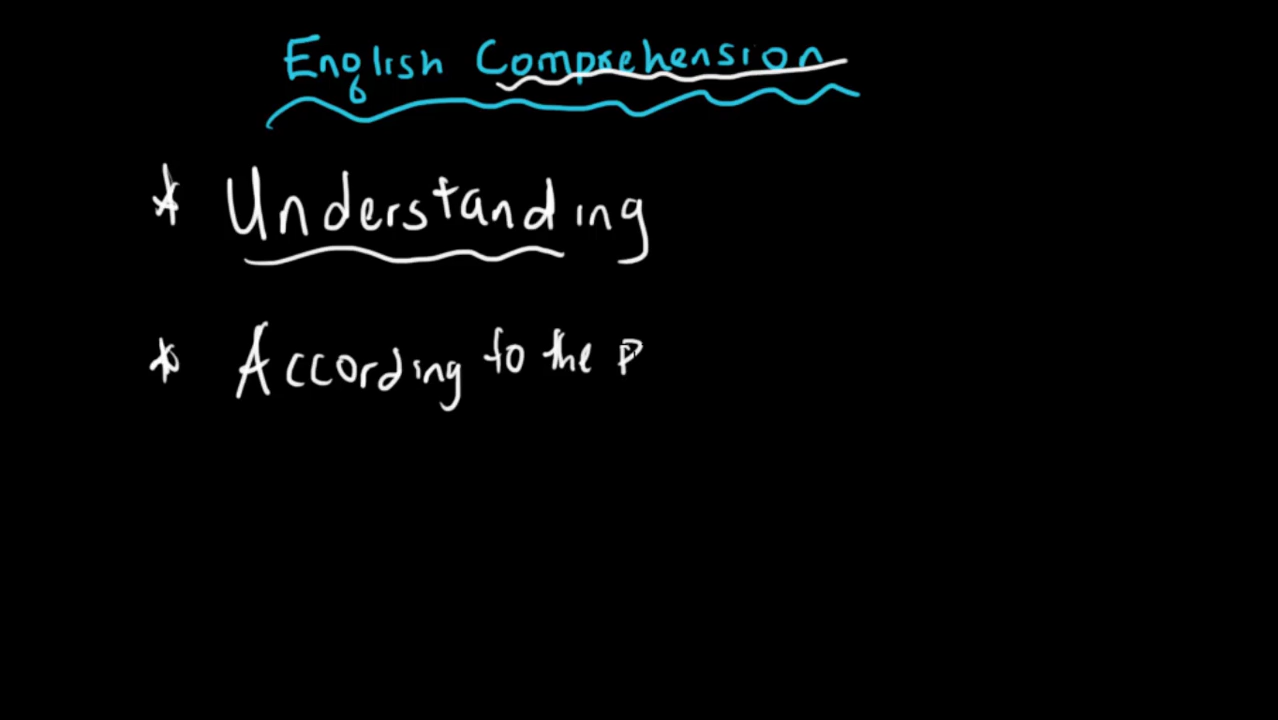 English Comprehension
* Understanding
* According to the P